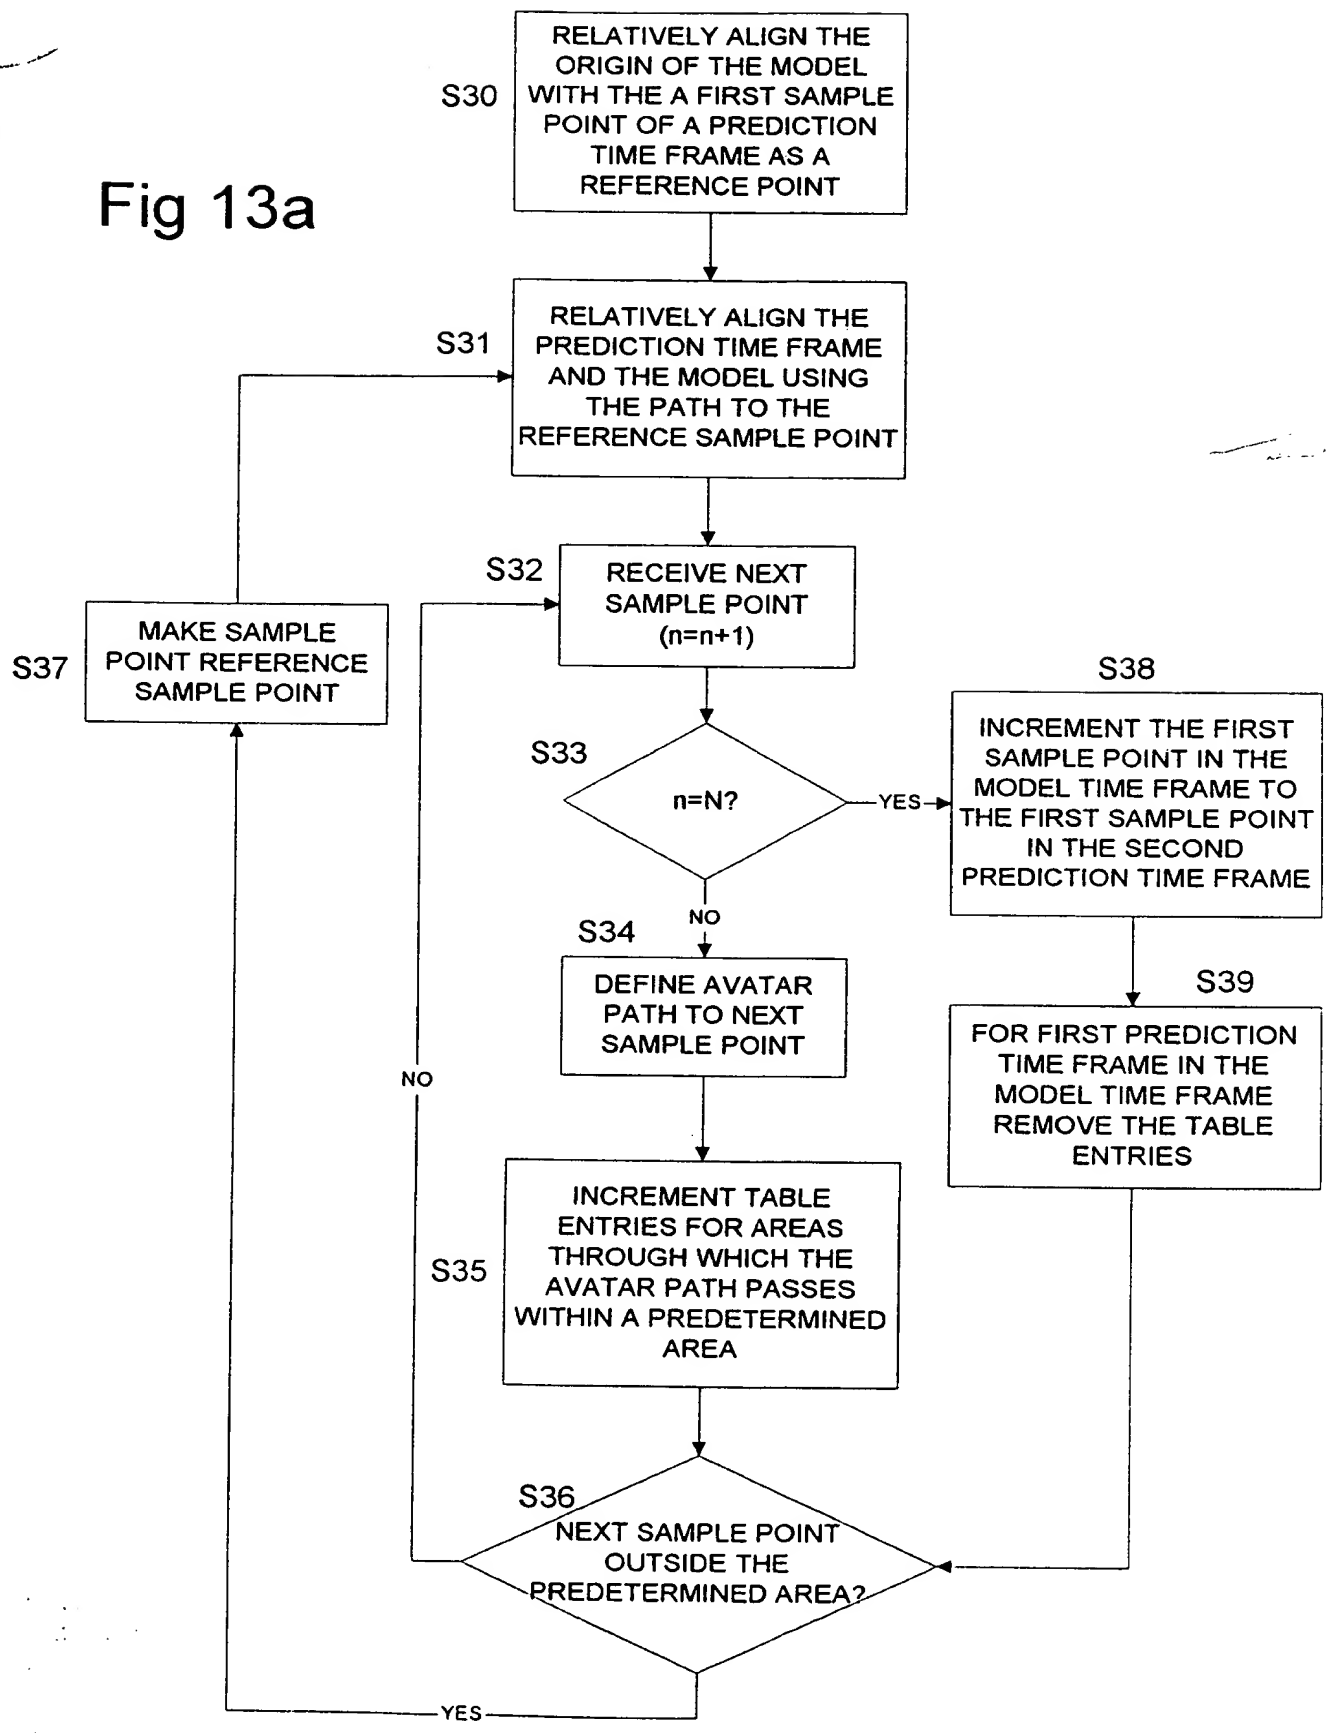 RELATIVELY ALIGN THE
ORIGIN OF THE MODEL
WITH THE A FIRST SAMPLE
POINT OF A PREDICTION
TIME FRAME AS A
REFERENCE POINT
S30
Fig 13a
RELATIVELY ALIGN THE
PREDICTION TIME FRAME
AND THE MODEL USING
THE PATH TO THE
REFERENCE SAMPLE POINT
S31
S32
RECEIVE NEXT
SAMPLE POINT
(n=n+1)
MAKE SAMPLE
POINT REFERENCE
SAMPLE POINT
S37
S33
n=N?
YES
S38
INCREMENT THE FIRST
SAMPLE POINT IN THE
MODEL TIME FRAME TO
THE FIRST SAMPLE POINT
IN THE SECOND
PREDICTION TIME FRAME
NO
S34
DEFINE AVATAR
PATH TO NEXT
SAMPLE POINT
S39
FOR FIRST PREDICTION
TIME FRAME IN THE
MODEL TIME FRAME
REMOVE THE TABLE
ENTRIES
NO
S35
INCREMENT TABLE
ENTRIES FOR AREAS
THROUGH WHICH THE
AVATAR PATH PASSES
WITHIN A PREDETERMINED
AREA
S36
NEXT SAMPLE POINT
OUTSIDE THE
PREDETERMINED AREA?
YES